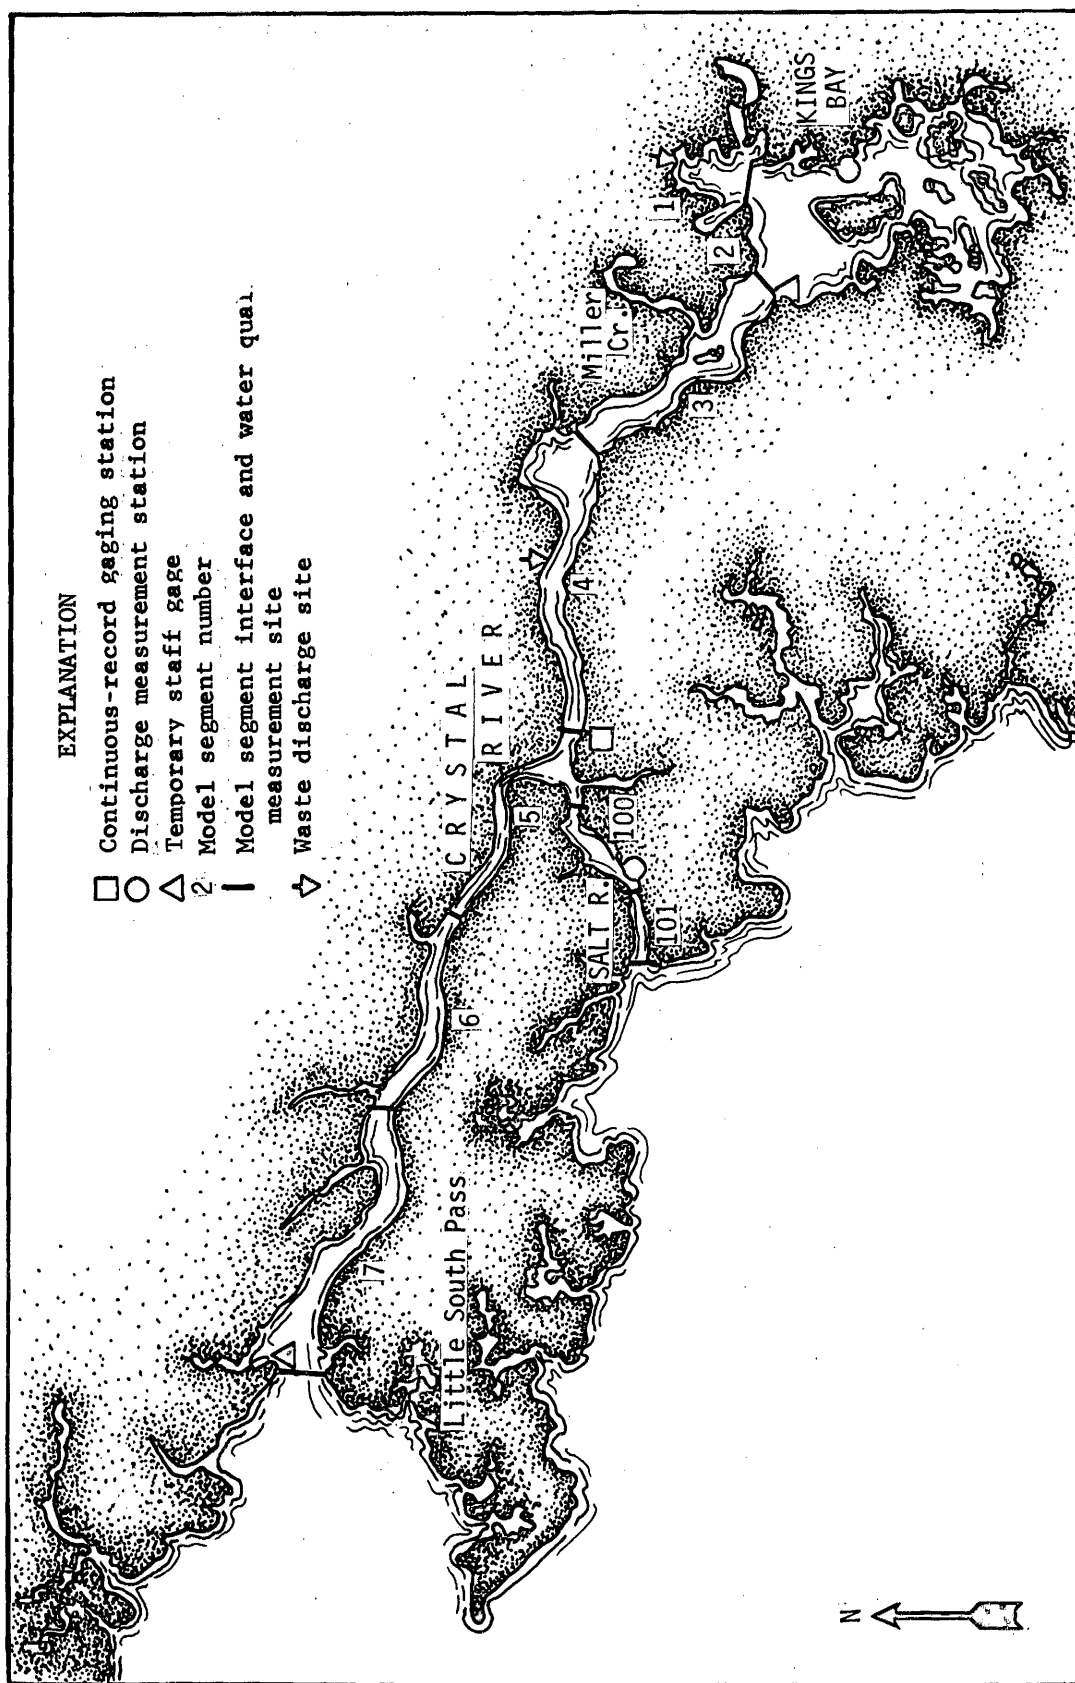 EXPLANATION
Continuous-record gaging station
Discharge measurement station
Temporary staff gage
2 Model segment number
Model segment interface and water qual
measurement site
Waste discharge site
KINGS
BAY
1
2
Miller
Cr.
3
4
CRYSTAL
RIVER
5
100
SALT R.
101
6
7
Little South Pass
N